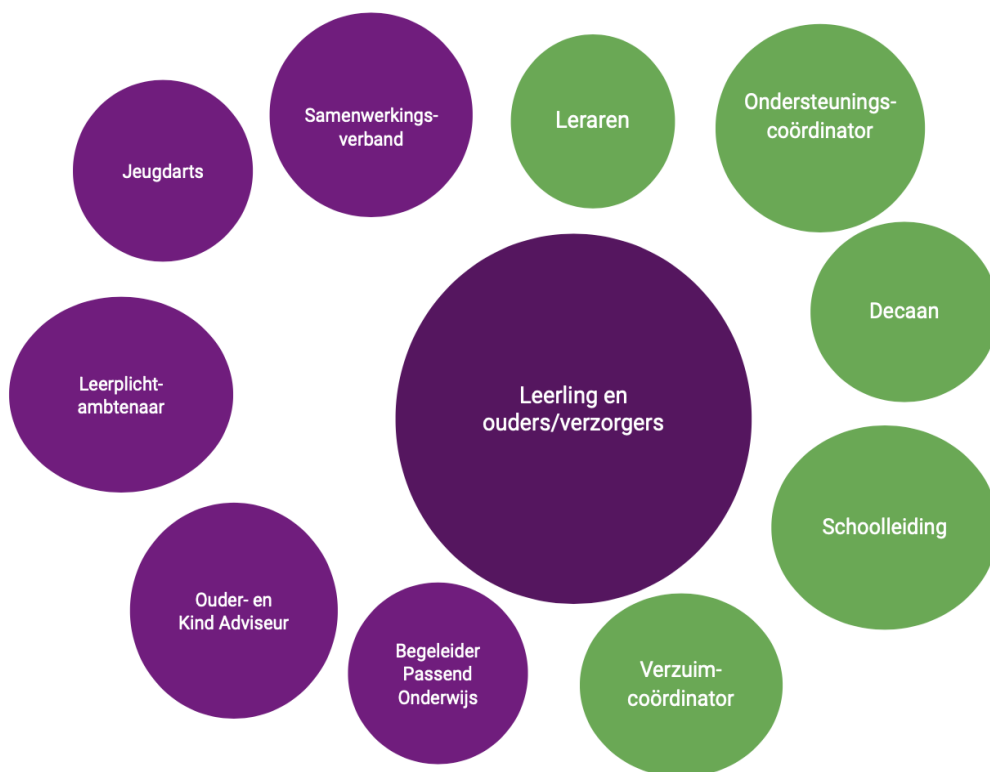 Samenwerkings-
verband
Leraren
Ondersteunings-
coördinator
Jeugdarts
Decaan
Leerplicht-
ambtenaar
Leerling en
ouders/verzorgers
Schoolleiding
Ouder- en
Kind Adviseur
Begeleider
Passend
Onderwijs
Verzuim-
coördinator